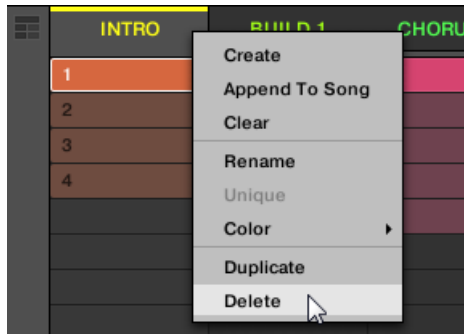 INTRO BUILD 1 CHORU
1
2
3
4
Create
Append To Song
Clear
Rename
Unique
Color
Duplicate
Delete